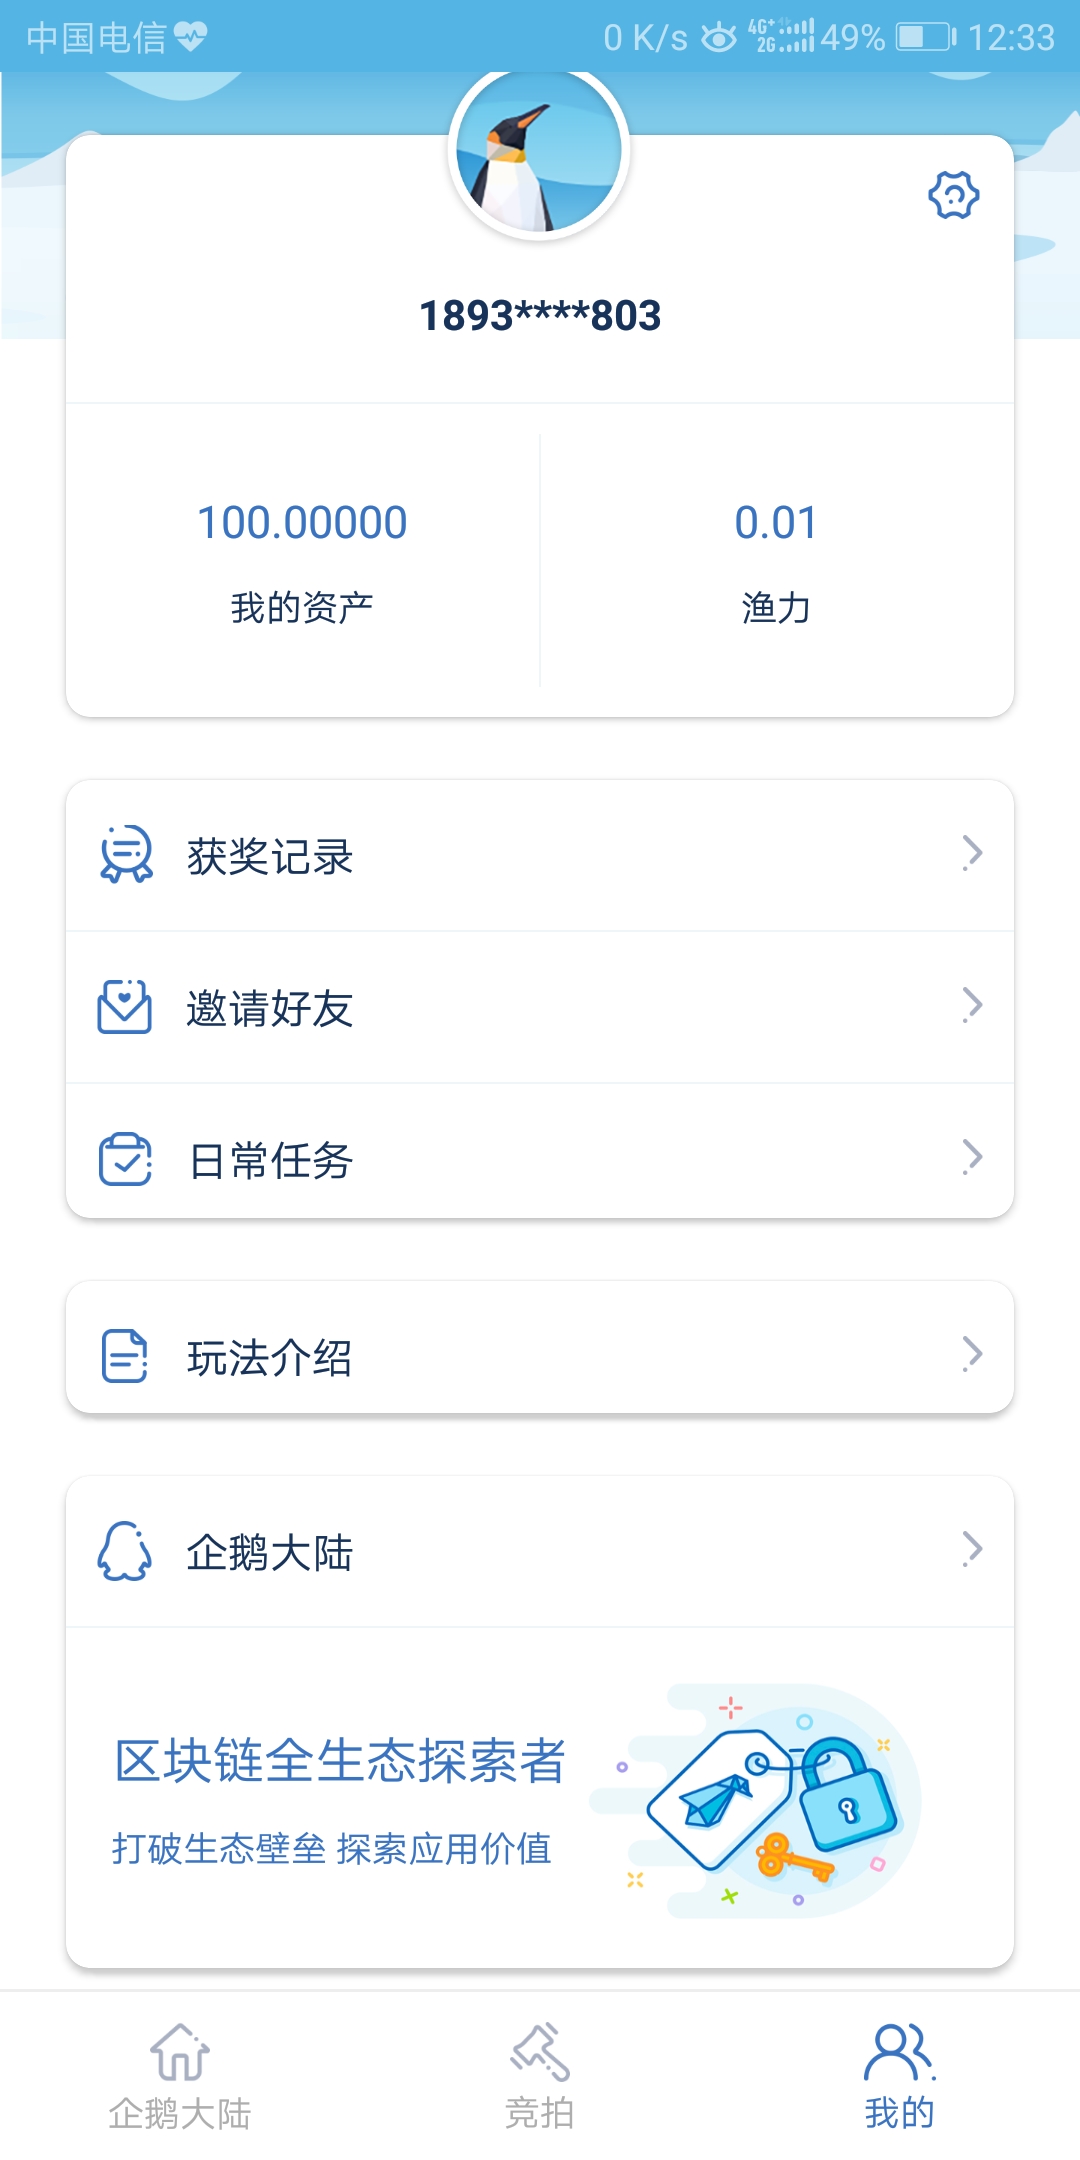 中国电信 0 K/s 4G+ 2G 49% 12:33
1893****803
100.00000 0.01
我的资产 渔力
获奖记录
邀请好友
日常任务
玩法介绍
企鹅大陆
区块链全生态探索者
打破生态壁垒 探索应用价值
企鹅大陆 竞拍 我的